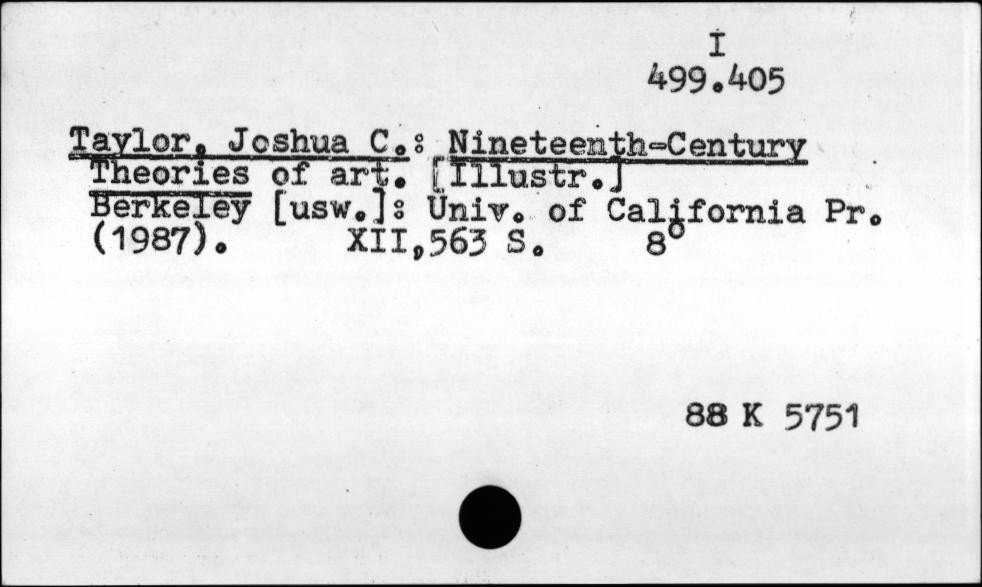 I
499.405
Taylor, Joshua C.: Nineteenth-Century
Theories of art. [Illustr.]
Berkeley [usw.]: Univ. of California Pr.
(1987). XII,563 S. 8°
88 K 5751